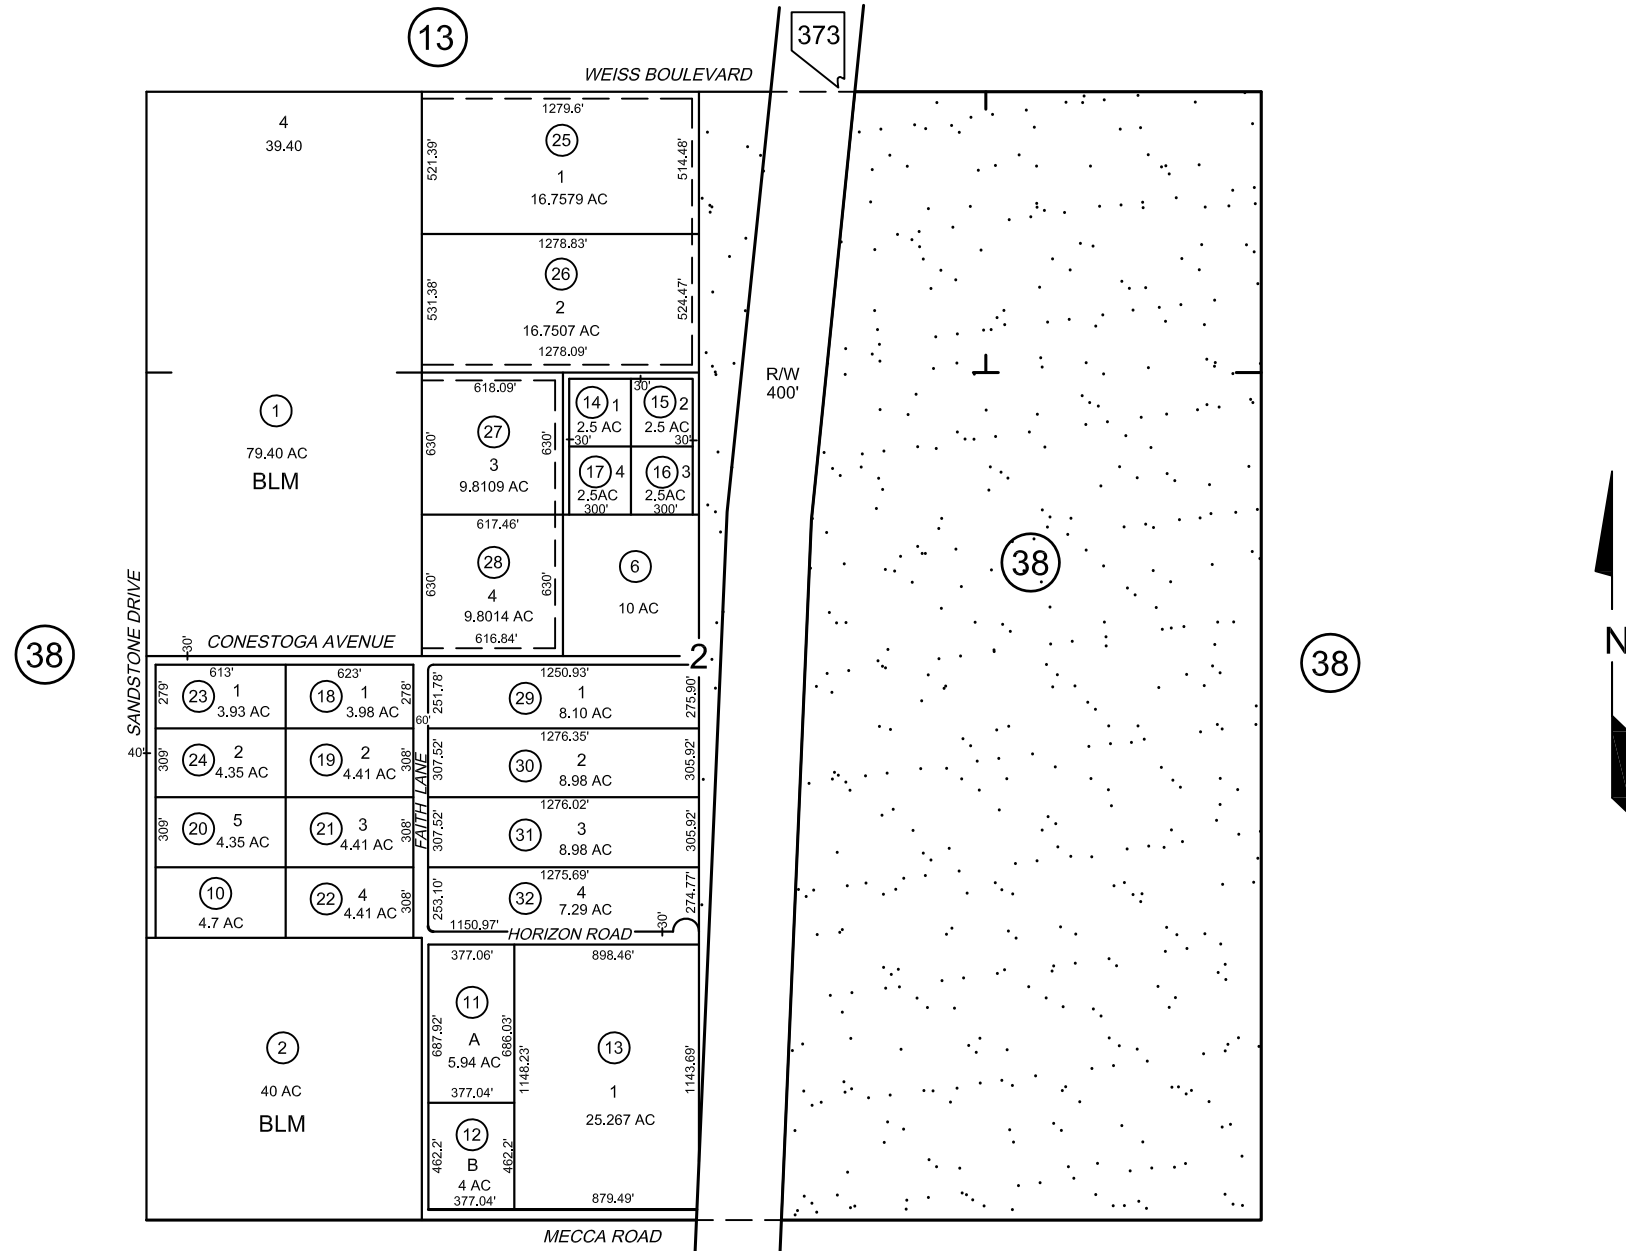 13
373
WEISS BOULEVARD
4
39.40
1279.6'
25
521.39'
514.48'
1
16.7579 AC
1278.83'
26
531.38'
524.47'
2
16.7507 AC
1278.09'
R/W
400'
1
79.40 AC
BLM
618.09'
27
630'
630'
3
9.8109 AC
30'
14
1
2.5 AC
15
2
2.5 AC
30'
30'
17
4
2.5AC
300'
16
3
2.5AC
300'
617.46'
28
630'
630'
4
9.8014 AC
616.84'
6
10 AC
38
38
38
N
SANDSTONE DRIVE
30'
CONESTOGA AVENUE
2
613'
279'
23
1
3.93 AC
623'
18
1
3.98 AC
278'
60'
1250.93'
251.78'
29
1
8.10 AC
275.90'
40'
309'
24
2
4.35 AC
19
2
4.41 AC
308'
FAITH LANE
1276.35'
307.52'
30
2
8.98 AC
305.92'
309'
20
5
4.35 AC
21
3
4.41 AC
308'
1276.02'
307.52'
31
3
8.98 AC
305.92'
10
4.7 AC
22
4
4.41 AC
308'
1275.69'
253.10'
32
4
7.29 AC
274.77'
1150.97'
HORIZON ROAD
30'
2
40 AC
BLM
377.06'
11
687.92'
686.03'
A
5.94 AC
377.04'
12
462.2'
462.2'
B
4 AC
377.04'
898.46'
13
1148.23'
1143.69'
1
25.267 AC
879.49'
MECCA ROAD